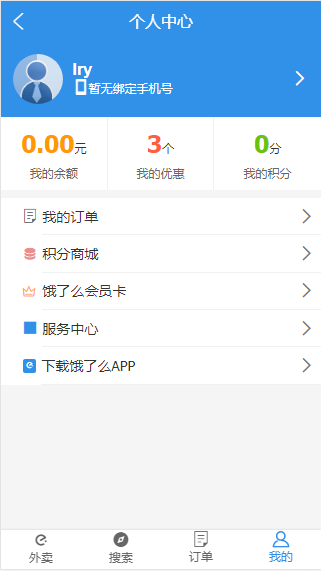 个人中心
lry
暂无绑定手机号
0.00元
3个
0分
我的余额
我的优惠
我的积分
我的订单
积分商城
饿了么会员卡
服务中心
下载饿了么APP
外卖
搜索
订单
我的